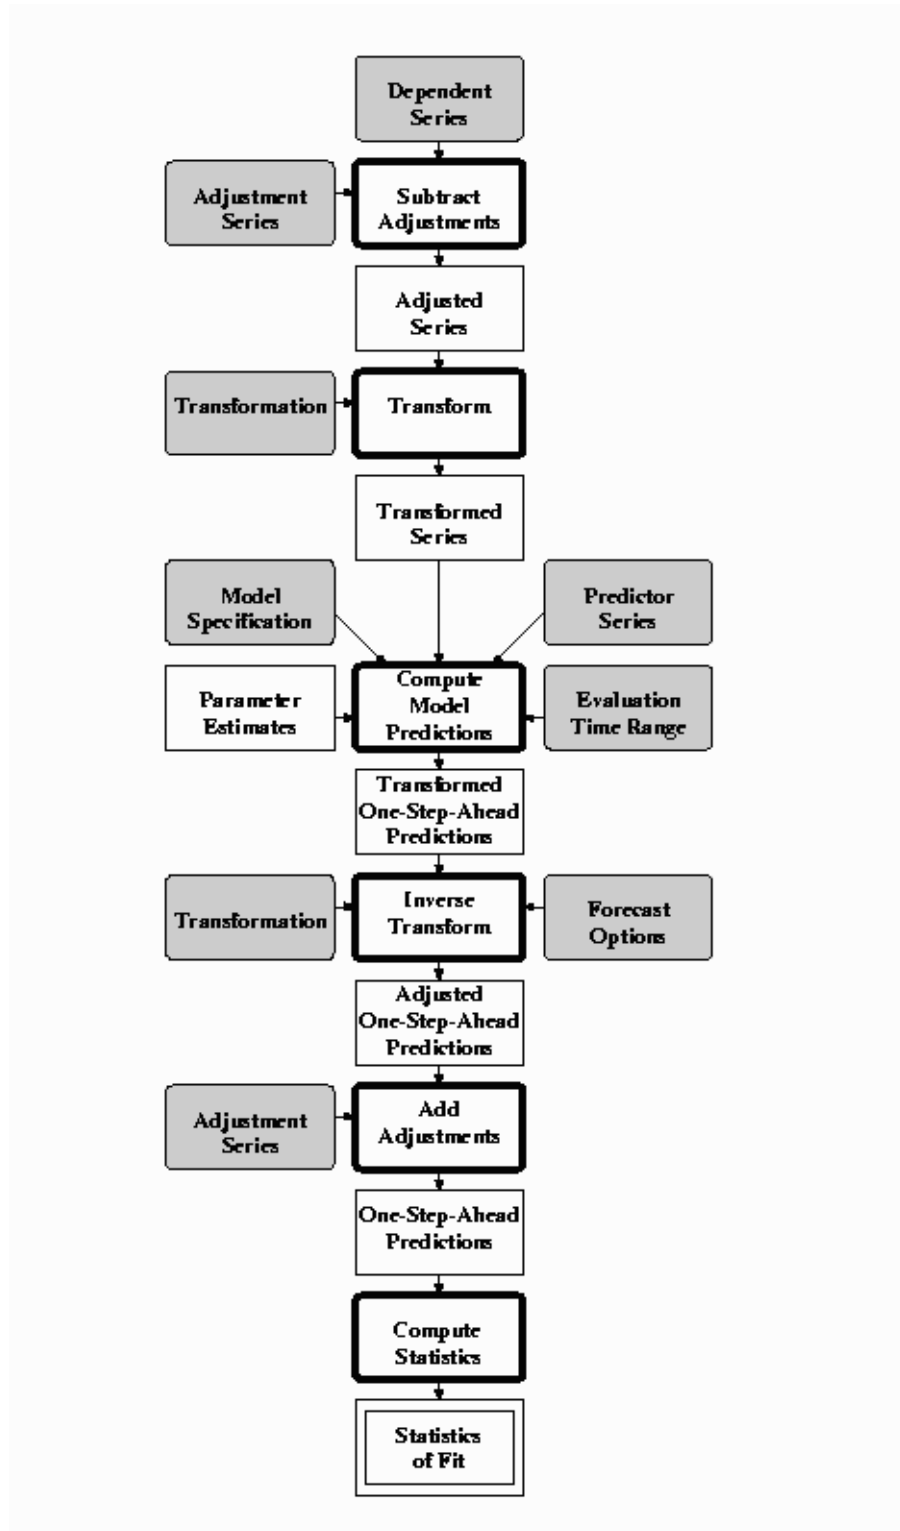 Dependent
Series
Adjustment
Series
Subtract
Adjustments
Adjusted
Series
Transformation
Transform
Transformed
Series
Model
Specification
Predictor
Series
Parameter
Estimates
Compute
Model
Predictions
Evaluation
Time Range
Transformed
One-Step-Ahead
Predictions
Transformation
Inverse
Transform
Forecast
Options
Adjusted
One-Step-Ahead
Predictions
Adjustment
Series
Add
Adjustments
One-Step-Ahead
Predictions
Compute
Statistics
Statistics
of Fit